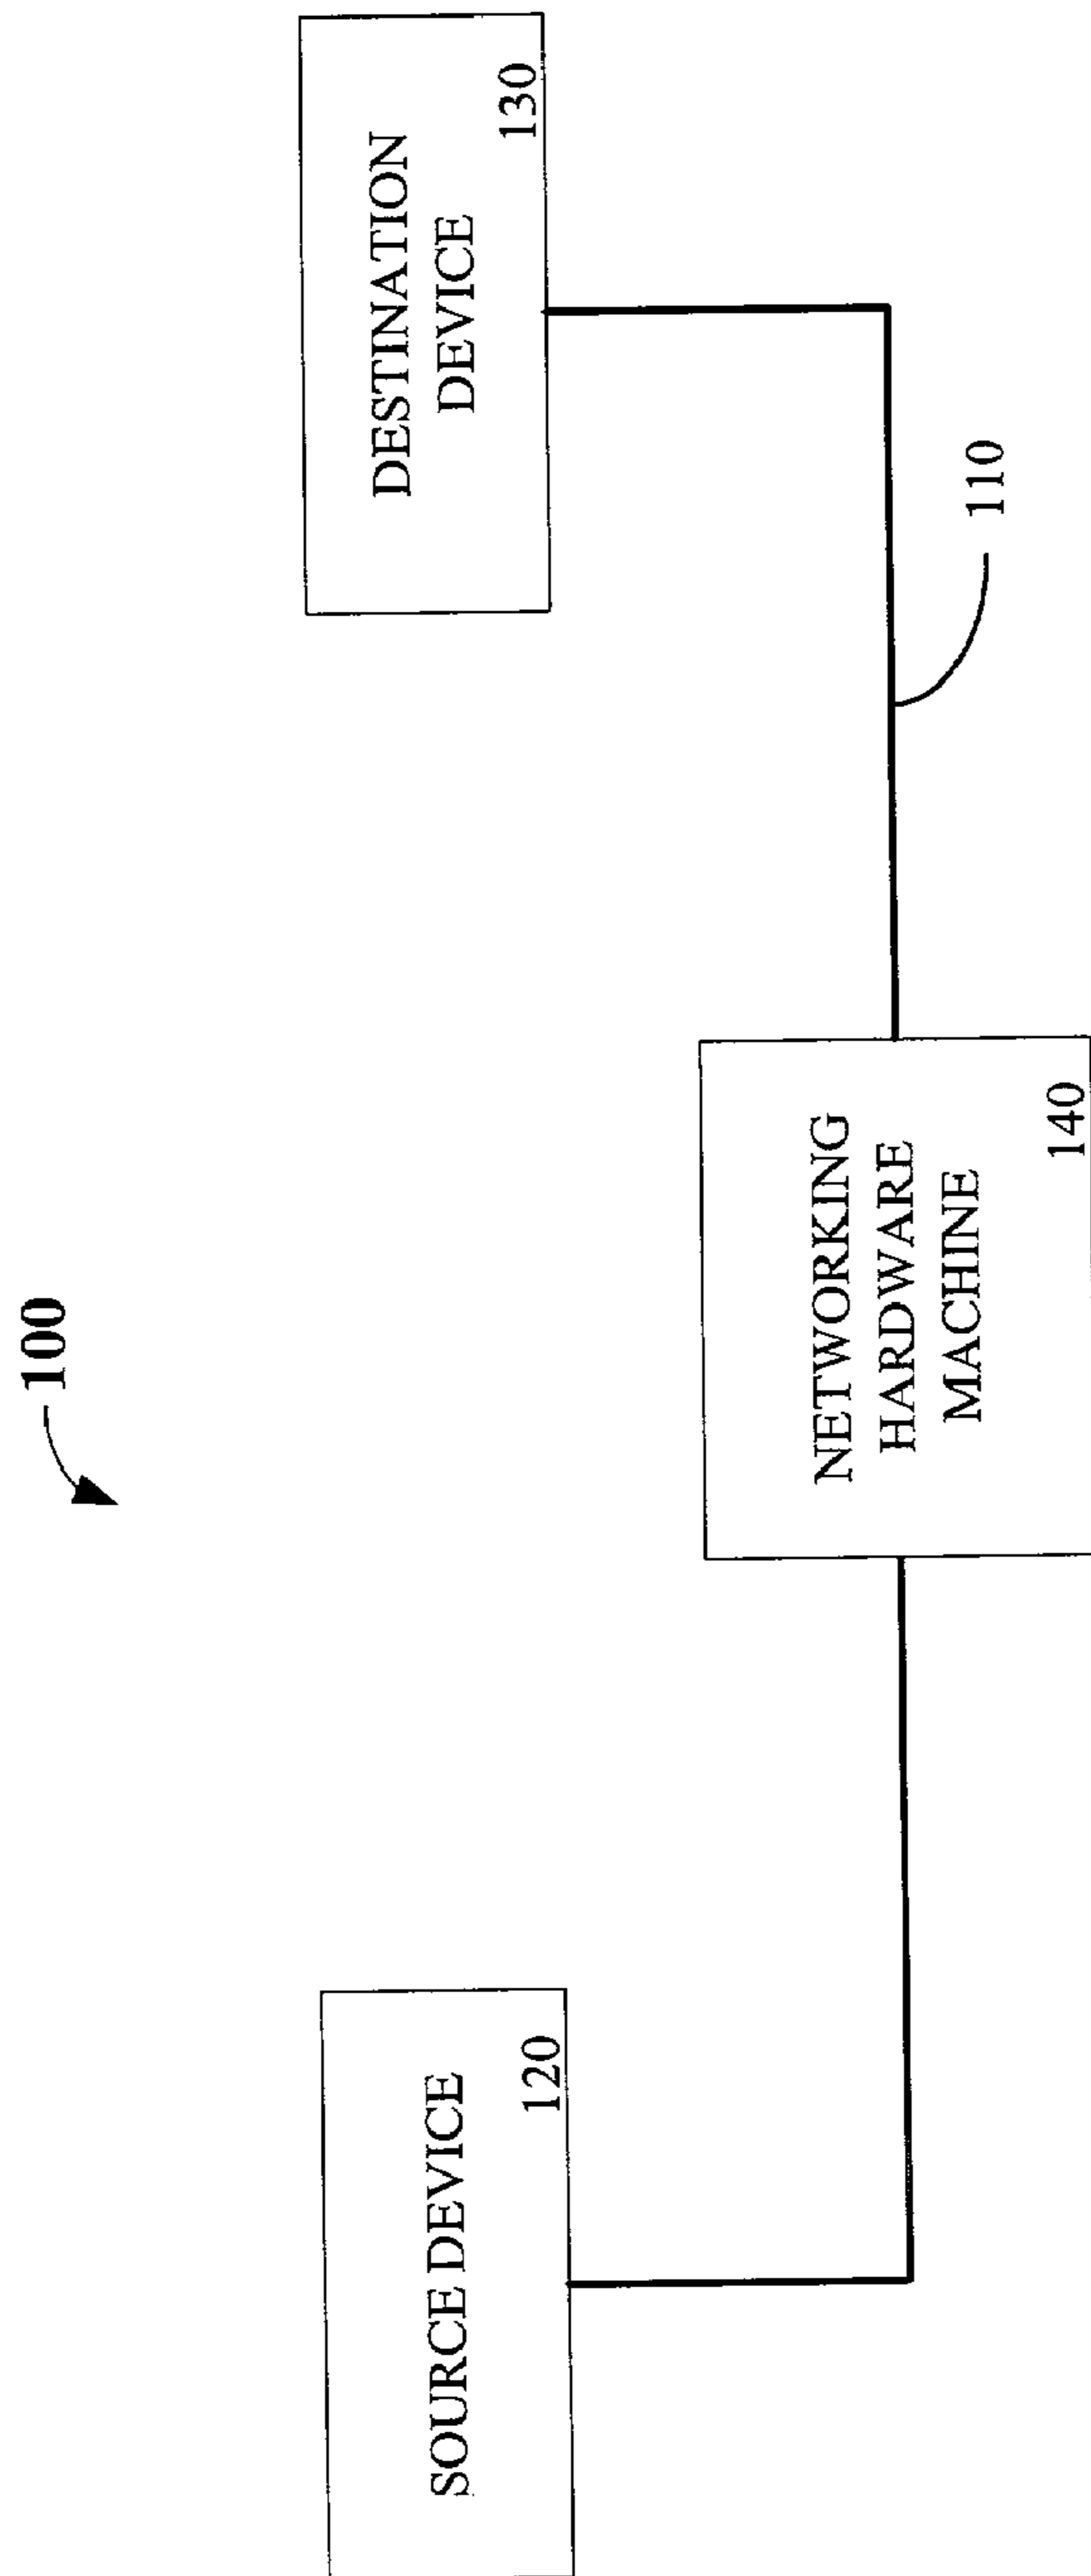 100
SOURCE DEVICE
120
DESTINATION
DEVICE
130
NETWORKING
HARDWARE
MACHINE
140
110